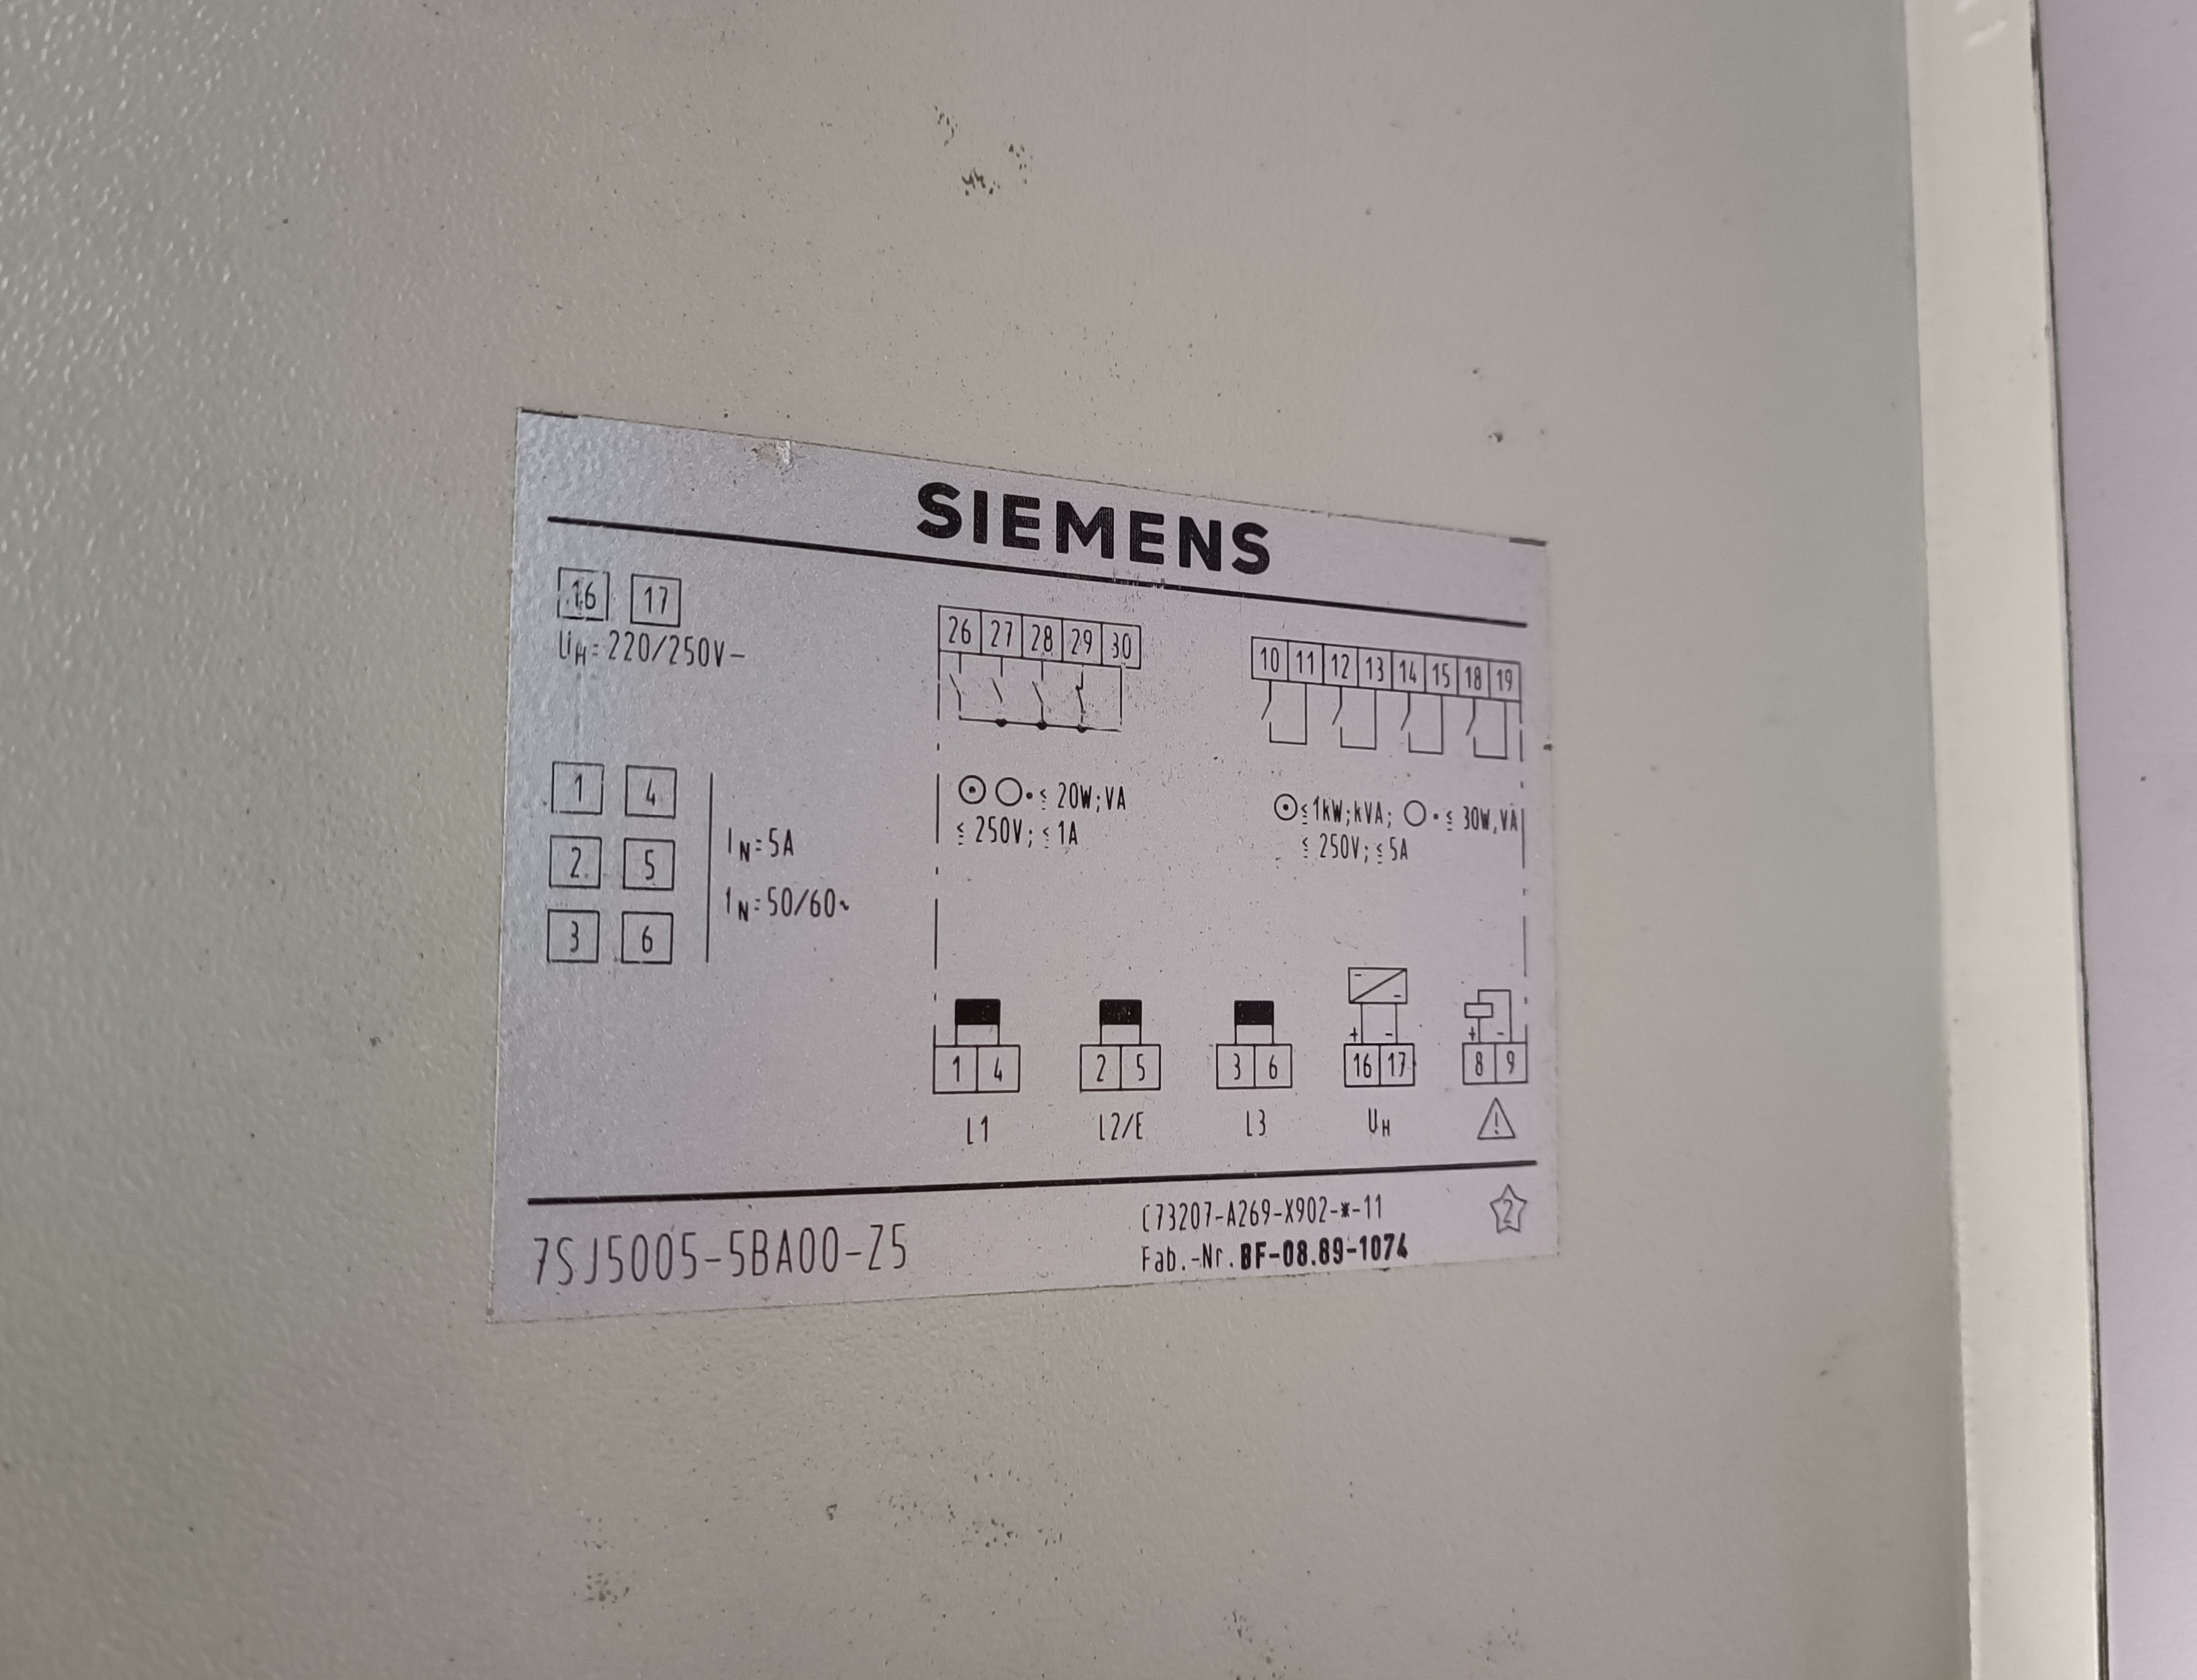 SIEMENS
16 17
UH=220/250V-
26 27 28 29 30
10 11 12 13 14 15 18 19
1 4
2 5
3 6
IN=5A
fN=50/60~
≤ 20W;VA
≤ 250V; ≤ 1A
≤1kW;kVA; ≤ 30W,VA
≤ 250V; ≤ 5A
+ - + -
1 4 2 5 3 6 16 17 8 9
L1 L2/E L3 UH
7SJ5005-5BA00-Z5
C73207-A269-X902-*-11
Fab.-Nr. BF-08.89-1074
2